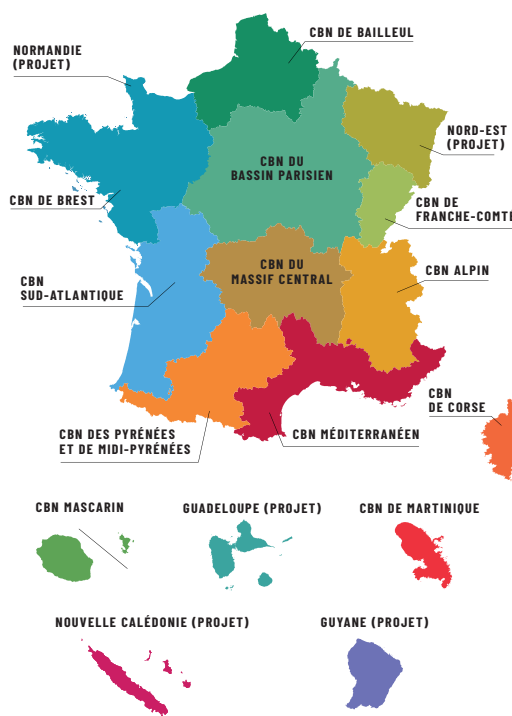 CBN DE BAILLEUL
NORMANDIE
(PROJET)
NORD-EST
(PROJET)
CBN DU
BASSIN PARISIEN
CBN DE BREST
CBN DE
FRANCHE-COMTÉ
CBN DU
MASSIF CENTRAL
CBN ALPIN
CBN
SUD-ATLANTIQUE
CBN
DE CORSE
CBN DES PYRÉNÉES
ET DE MIDI-PYRÉNÉES
CBN MÉDITERRANÉEN
CBN MASCARIN
GUADELOUPE (PROJET)
CBN DE MARTINIQUE
NOUVELLE CALÉDONIE (PROJET)
GUYANE (PROJET)